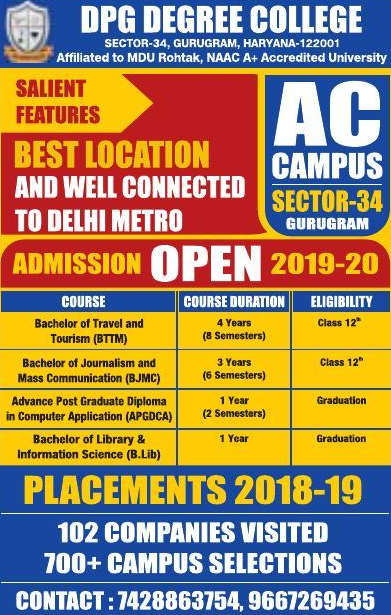 DPG DEGREE COLLEGE
SECTOR-34, GURUGRAM, HARYANA-122001
Affiliated to MDU Rohtak, NAAC A+ Accredited University
SALIENT
FEATURES
BEST LOCATION
AND WELL CONNECTED
TO DELHI METRO
AC
CAMPUS
SECTOR-34
GURUGRAM
ADMISSION OPEN 2019-20
COURSE COURSE DURATION ELIGIBILITY
Bachelor of Travel and
Tourism (BTTM)
4 Years
(8 Semesters)
Class 12th
Bachelor of Journalism and
Mass Communication (BJMC)
3 Years
(6 Semesters)
Class 12th
Advance Post Graduate Diploma
in Computer Application (APGDCA)
1 Year
(2 Semesters)
Graduation
Bachelor of Library &
Information Science (B.Lib)
1 Year
Graduation
PLACEMENTS 2018-19
102 COMPANIES VISITED
700+ CAMPUS SELECTIONS
CONTACT : 7428863754, 9667269435